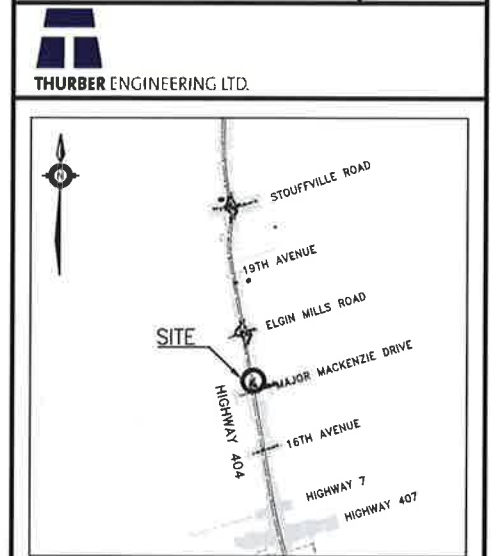 THURBER ENGINEERING LTD.
N
STOUFFVILLE ROAD
19TH AVENUE
ELGIN MILLS ROAD
SITE
MAJOR MACKENZIE DRIVE
HIGHWAY 404
16TH AVENUE
HIGHWAY 7
HIGHWAY 407